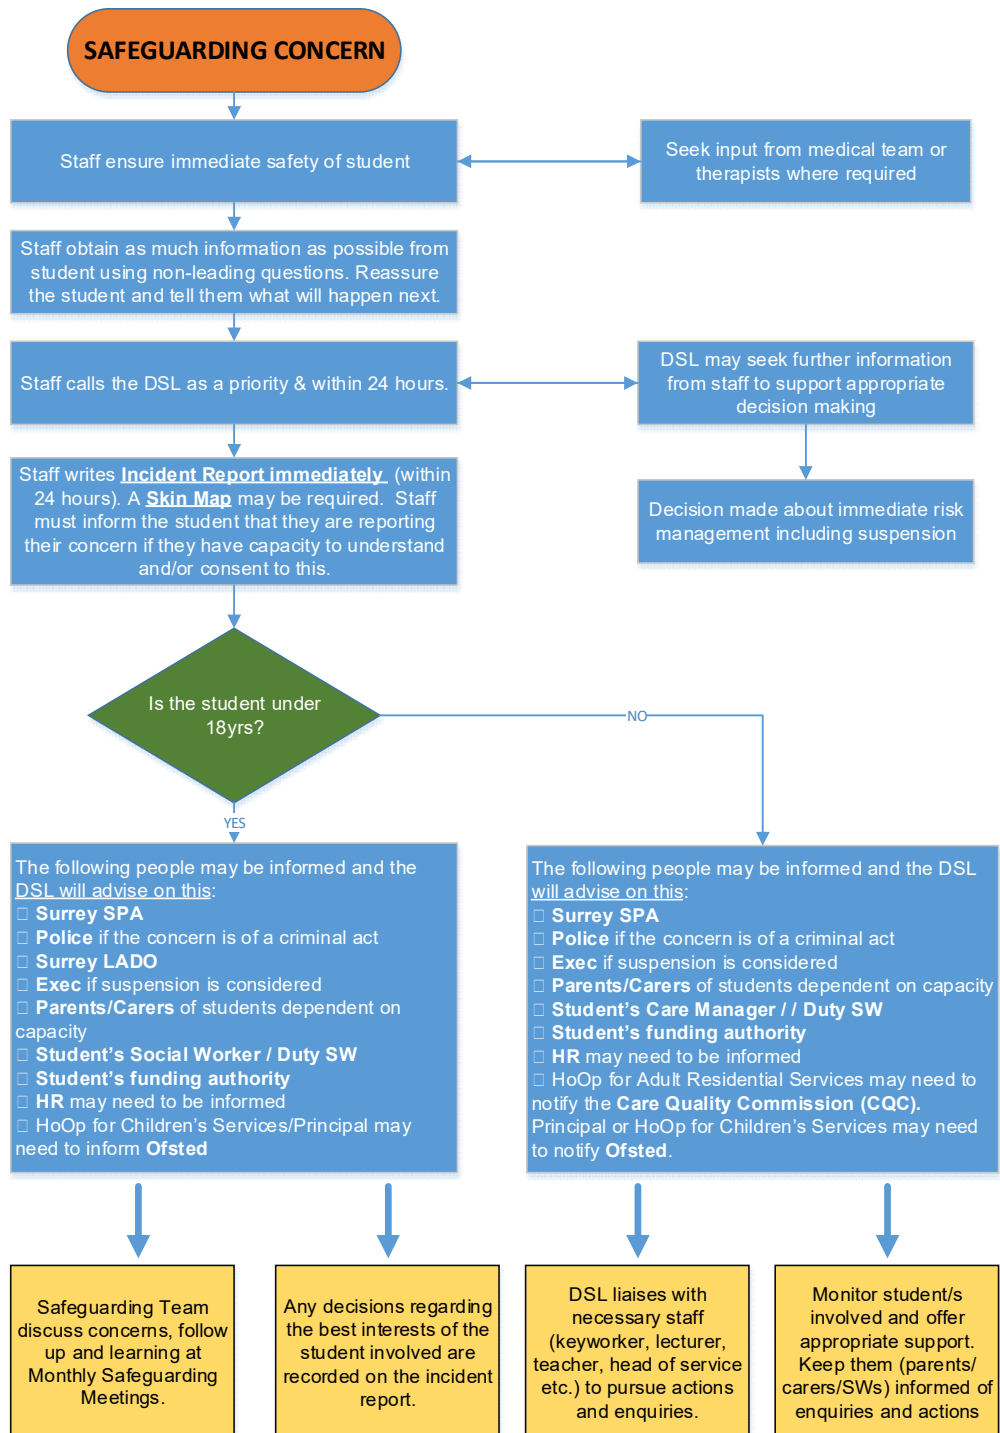 SAFEGUARDING CONCERN
Staff ensure immediate safety of student
Seek input from medical team or
therapists where required
Staff obtain as much information as possible from
student using non-leading questions. Reassure
the student and tell them what will happen next.
Staff calls the DSL as a priority & within 24 hours.
DSL may seek further information
from staff to support appropriate
decision making
Staff writes Incident Report immediately (within
24 hours). A Skin Map may be required. Staff
must inform the student that they are reporting
their concern if they have capacity to understand
and/or consent to this.
Decision made about immediate risk
management including suspension
Is the student under
18yrs?
NO
YES
The following people may be informed and the
DSL will advise on this:
□ Surrey SPA
□ Police if the concern is of a criminal act
□ Surrey LADO
□ Exec if suspension is considered
□ Parents/Carers of students dependent on
capacity
□ Student's Social Worker / Duty SW
□ Student's funding authority
□ HR may need to be informed
□ HoOp for Children's Services/Principal may
need to inform Ofsted
The following people may be informed and the DSL
will advise on this:
□ Surrey SPA
□ Police if the concern is of a criminal act
□ Exec if suspension is considered
□ Parents/Carers of students dependent on capacity
□ Student's Care Manager / / Duty SW
□ Student's funding authority
□ HR may need to be informed
□ HoOp for Adult Residential Services may need to
notify the Care Quality Commission (CQC).
Principal or HoOp for Children's Services may need
to notify Ofsted.
Safeguarding Team
discuss concerns, follow
up and learning at
Monthly Safeguarding
Meetings.
Any decisions regarding
the best interests of the
student involved are
recorded on the incident
report.
DSL liaises with
necessary staff
(keyworker, lecturer,
teacher, head of service
etc.) to pursue actions
and enquiries.
Monitor student/s
involved and offer
appropriate support.
Keep them (parents/
carers/SWs) informed of
enquiries and actions